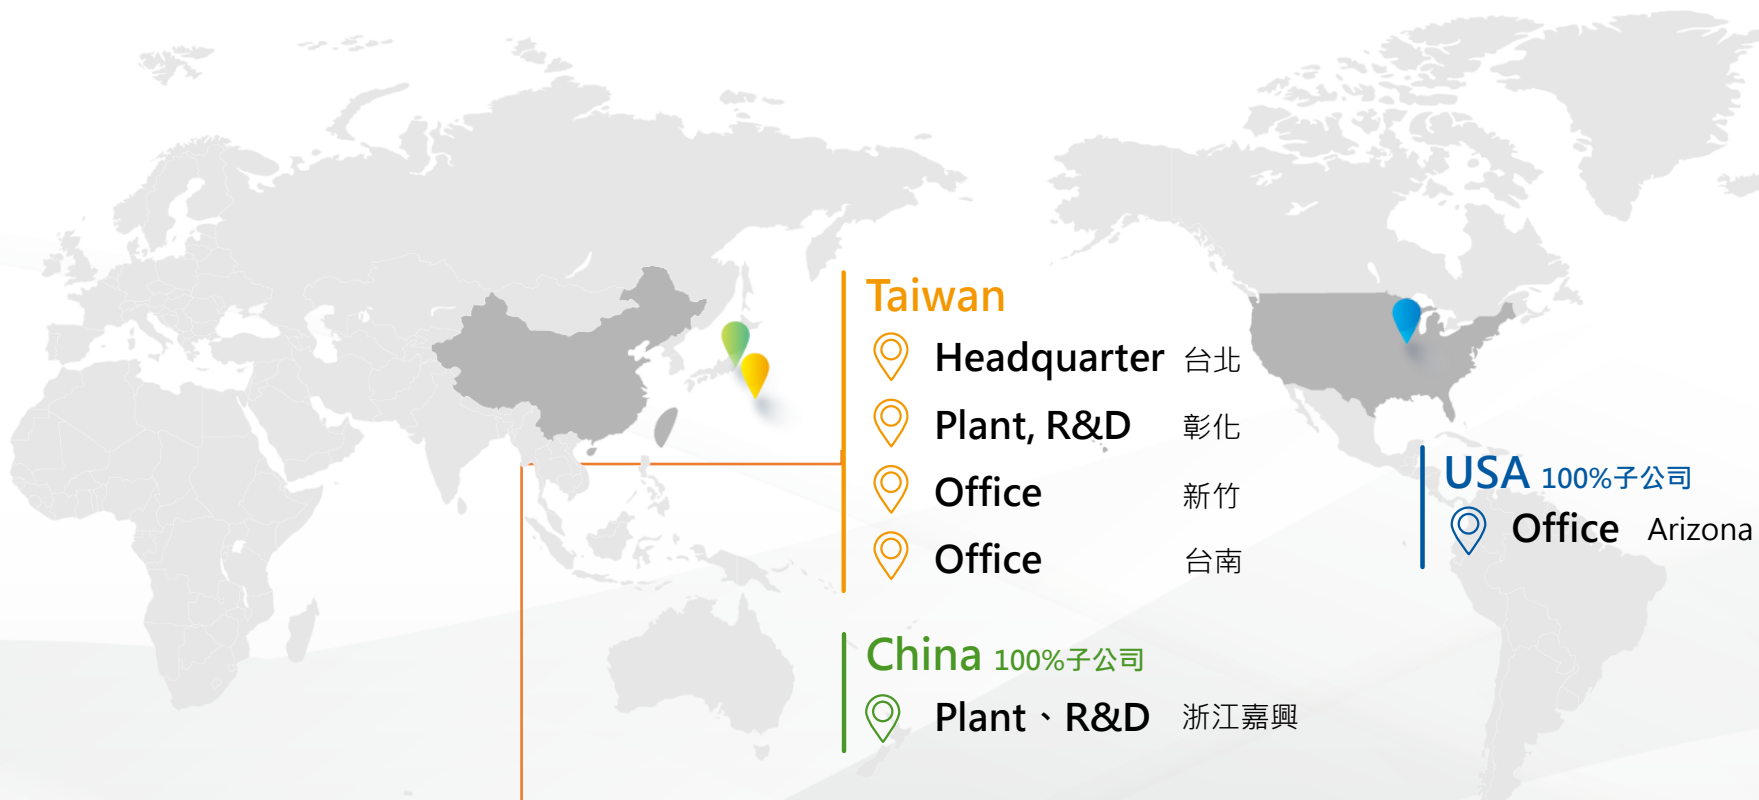 Taiwan
Headquarter 台北
Plant, R&D 彰化
Office 新竹
Office 台南
China 100%子公司
Plant、R&D 浙江嘉興
USA 100%子公司
Office Arizona